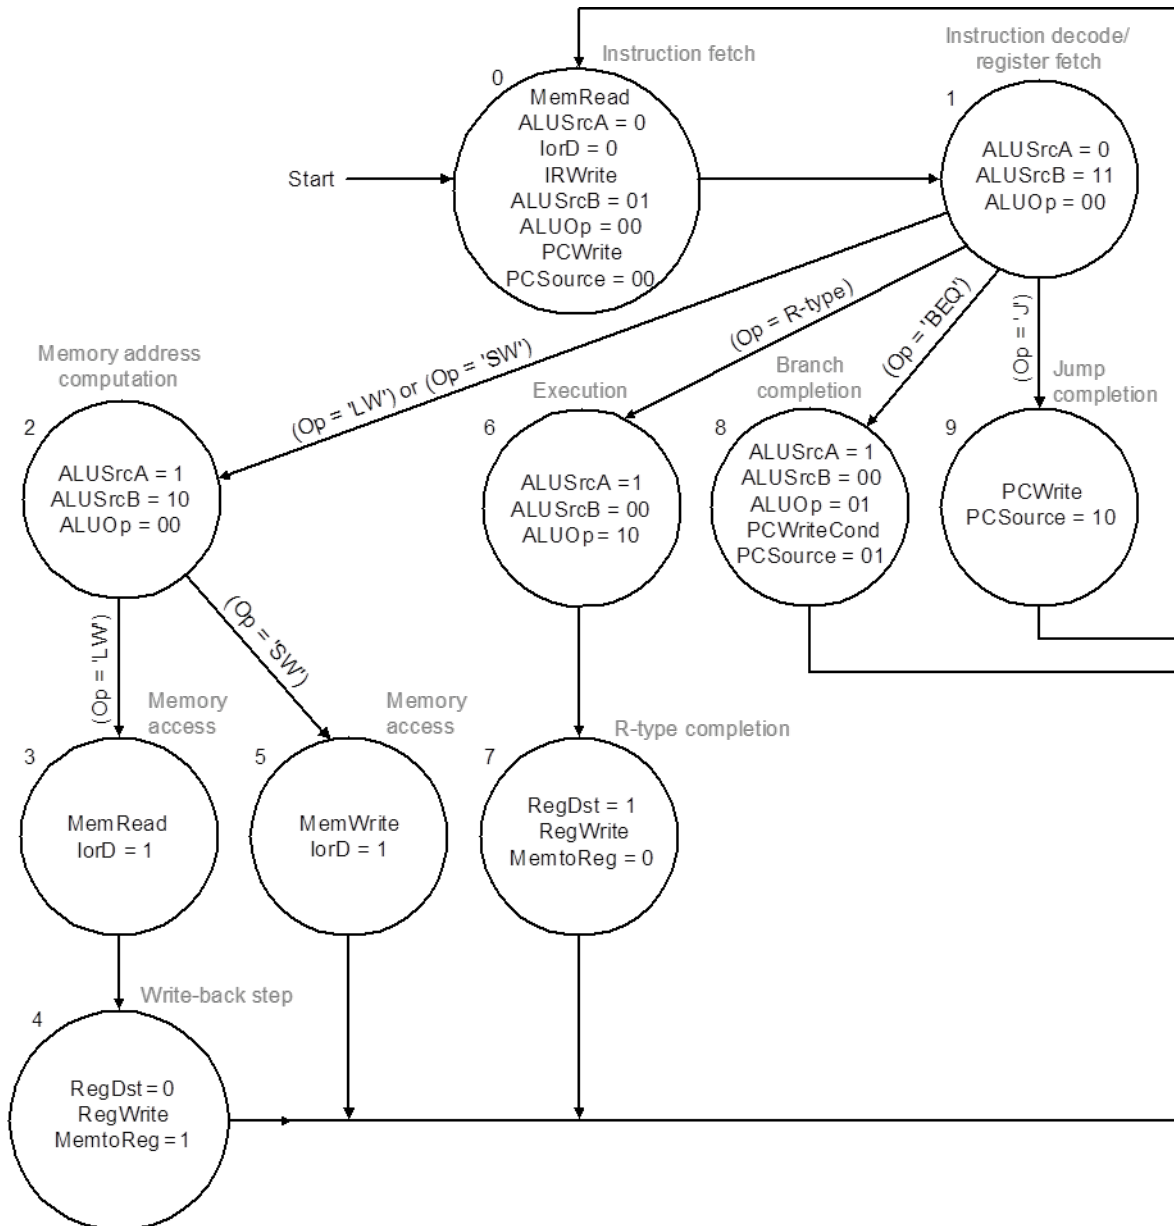 Instruction fetch
Instruction decode/
register fetch
0
MemRead
ALUSrcA = 0
IorD = 0
IRWrite
ALUSrcB = 01
ALUOp = 00
PCWrite
PCSource = 00
Start
1
ALUSrcA = 0
ALUSrcB = 11
ALUOp = 00
(Op = 'LW') or (Op = 'SW')
(Op = R-type)
(Op = 'BEQ')
(Op = 'J')
Memory address
computation
2
ALUSrcA = 1
ALUSrcB = 10
ALUOp = 00
Execution
6
ALUSrcA =1
ALUSrcB = 00
ALUOp= 10
Branch
completion
8
ALUSrcA = 1
ALUSrcB = 00
ALUOp = 01
PCWriteCond
PCSource = 01
Jump
completion
9
PCWrite
PCSource = 10
(Op = 'LW')
(Op = 'SW')
Memory
access
3
MemRead
IorD = 1
Memory
access
5
MemWrite
IorD = 1
R-type completion
7
RegDst = 1
RegWrite
MemtoReg = 0
Write-back step
4
RegDst = 0
RegWrite
MemtoReg = 1